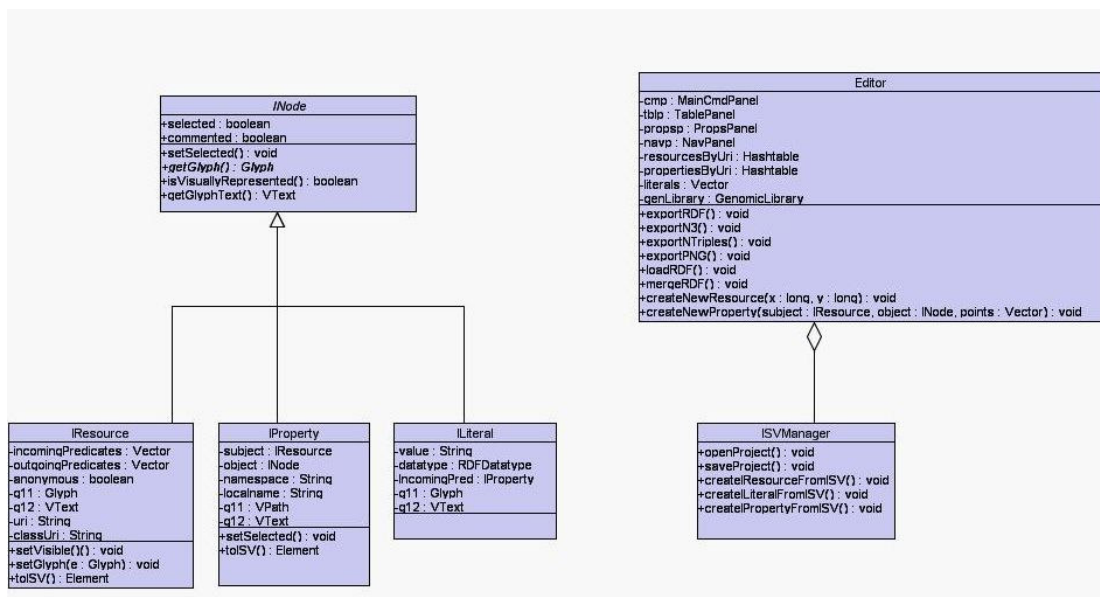 INode
+selected : boolean
+commented : boolean
+setSelected() : void
+getGlyph() : Glyph
+isVisuallyRepresented() : boolean
+getGlyphText() : VText
Editor
-cmp : MainCmdPanel
-tblp : TablePanel
-propsp : PropsPanel
-navp : NavPanel
-resourcesByUri : Hashtable
-propertiesByUri : Hashtable
-literals : Vector
-genLibrary : GenomicLibrary
+exportRDF() : void
+exportN3() : void
+exportNTriples() : void
+exportPNG() : void
+loadRDF() : void
+mergeRDF() : void
+createNewResource(x : long, y : long) : void
+createNewProperty(subject : IResource, object : INode, points : Vector) : void
IResource
-incomingPredicates : Vector
-outgoingPredicates : Vector
-anonymous : boolean
-g11 : Glyph
-g12 : VText
-uri : String
-classUri : String
+setVisible()() : void
+setGlyph(e : Glyph) : void
+toISV() : Element
IProperty
-subject : IResource
-object : INode
-namespace : String
-localname : String
-g11 : VPath
-g12 : VText
+setSelected() : void
+toISV() : Element
ILiteral
-value : String
-datatype : RDFDatatype
-incomingPred : IProperty
-g11 : Glyph
-g12 : VText
ISVManager
+openProject() : void
+saveProject() : void
+createIResourceFromISV() : void
+createILiteralFromISV() : void
+createIPropertyFromISV() : void